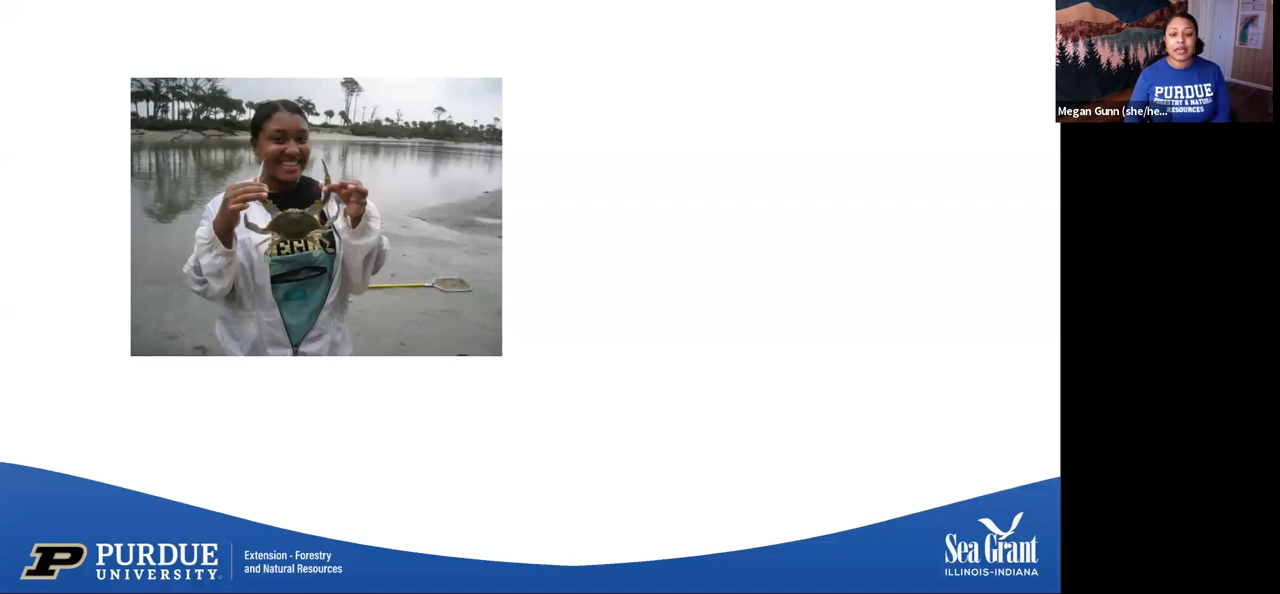 Megan Gunn (she/he...
PURDUE
FORESTRY & NATURAL
RESOURCES
PURDUE
UNIVERSITY
Extension - Forestry
and Natural Resources
Sea Grant
ILLINOIS-INDIANA